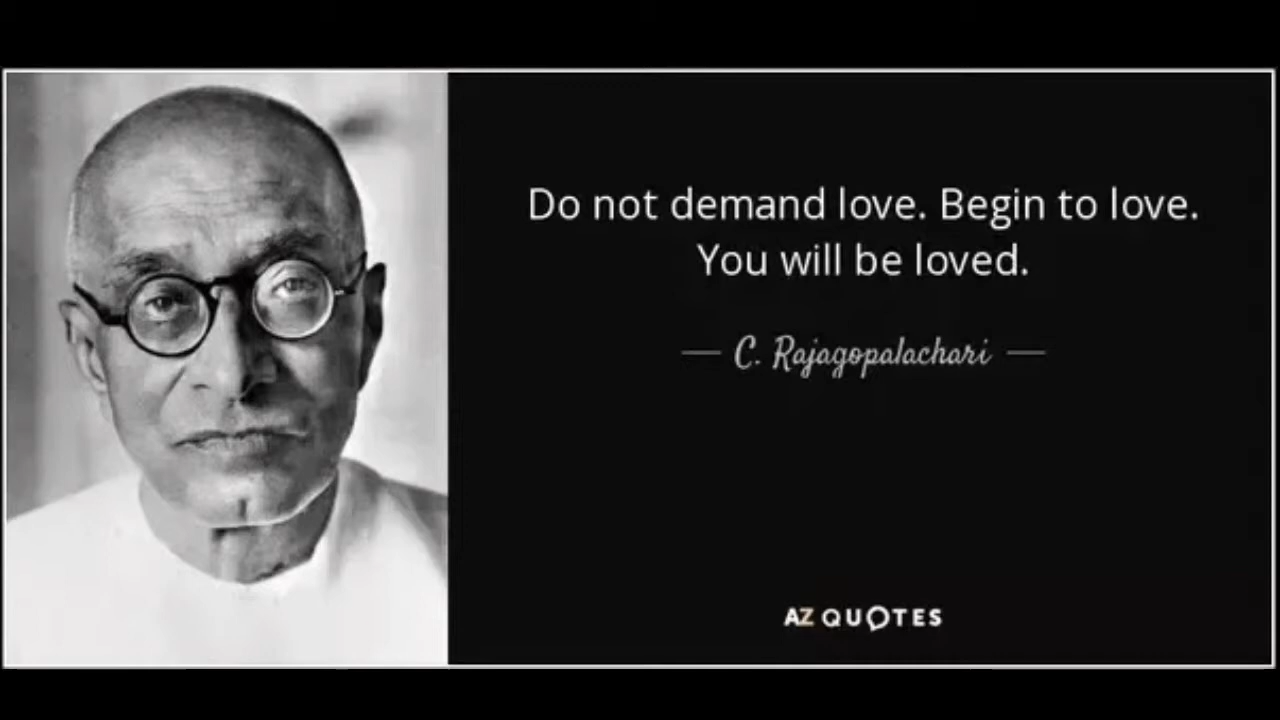 Do not demand love. Begin to love.
You will be loved.
— C. Rajagopalachari —
AZ QUOTES